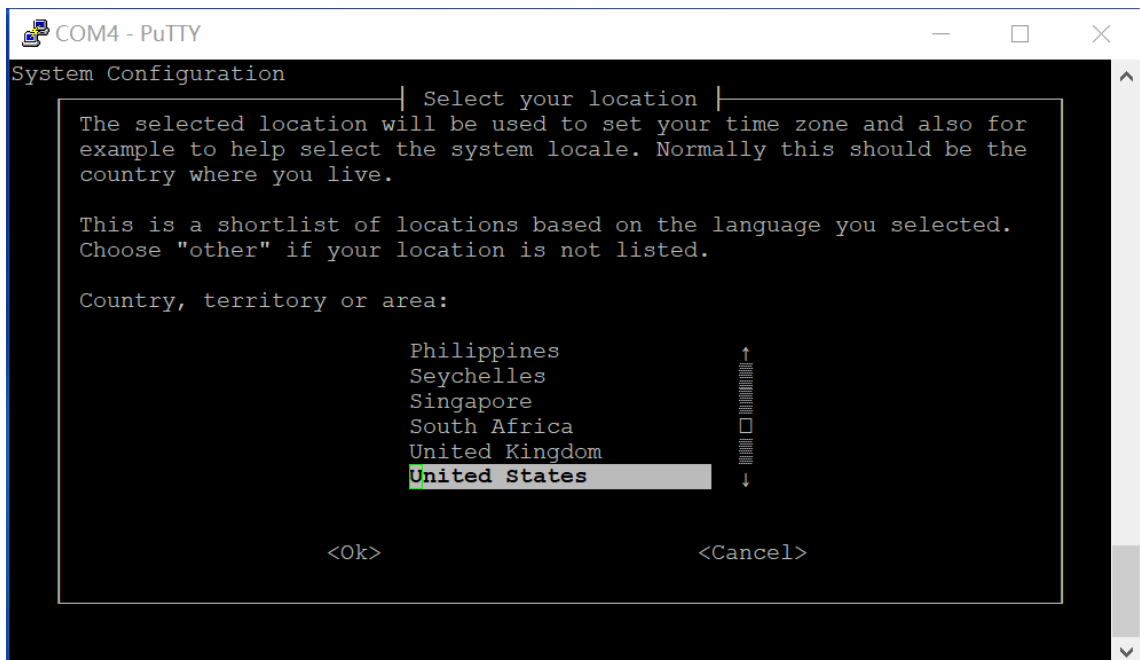 COM4 - PuTTY
System Configuration
Select your location
The selected location will be used to set your time zone and also for
example to help select the system locale. Normally this should be the
country where you live.
This is a shortlist of locations based on the language you selected.
Choose "other" if your location is not listed.
Country, territory or area:
Philippines
Seychelles
Singapore
South Africa
United Kingdom
United States
<Ok> <Cancel>